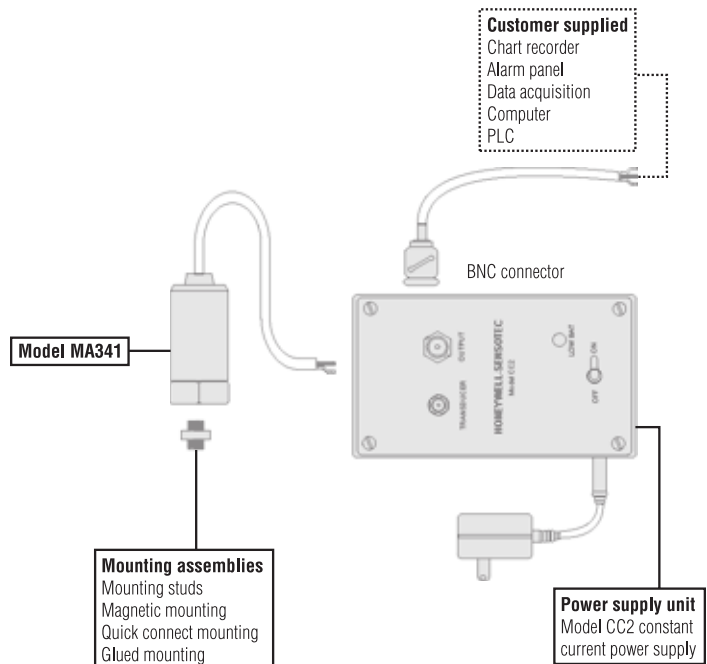 Customer supplied
Chart recorder
Alarm panel
Data acquisition
Computer
PLC
BNC connector
Model MA341
TRANSDUCER
OUTPUT
HONEYWELL.SENSOTEC
Model CC2
LOW BAT
OFF
ON
Mounting assemblies
Mounting studs
Magnetic mounting
Quick connect mounting
Glued mounting
Power supply unit
Model CC2 constant
current power supply